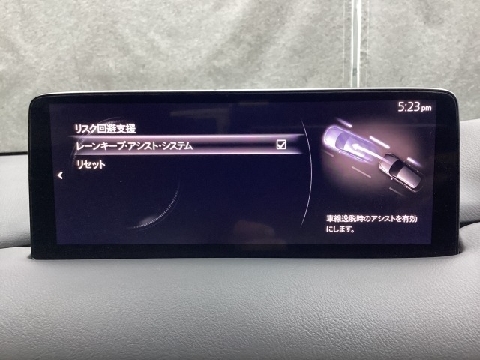 5:23pm
リスク回避支援
レーンキープ・アシスト・システム
リセット
車線逸脱時のアシストを有効
にします。